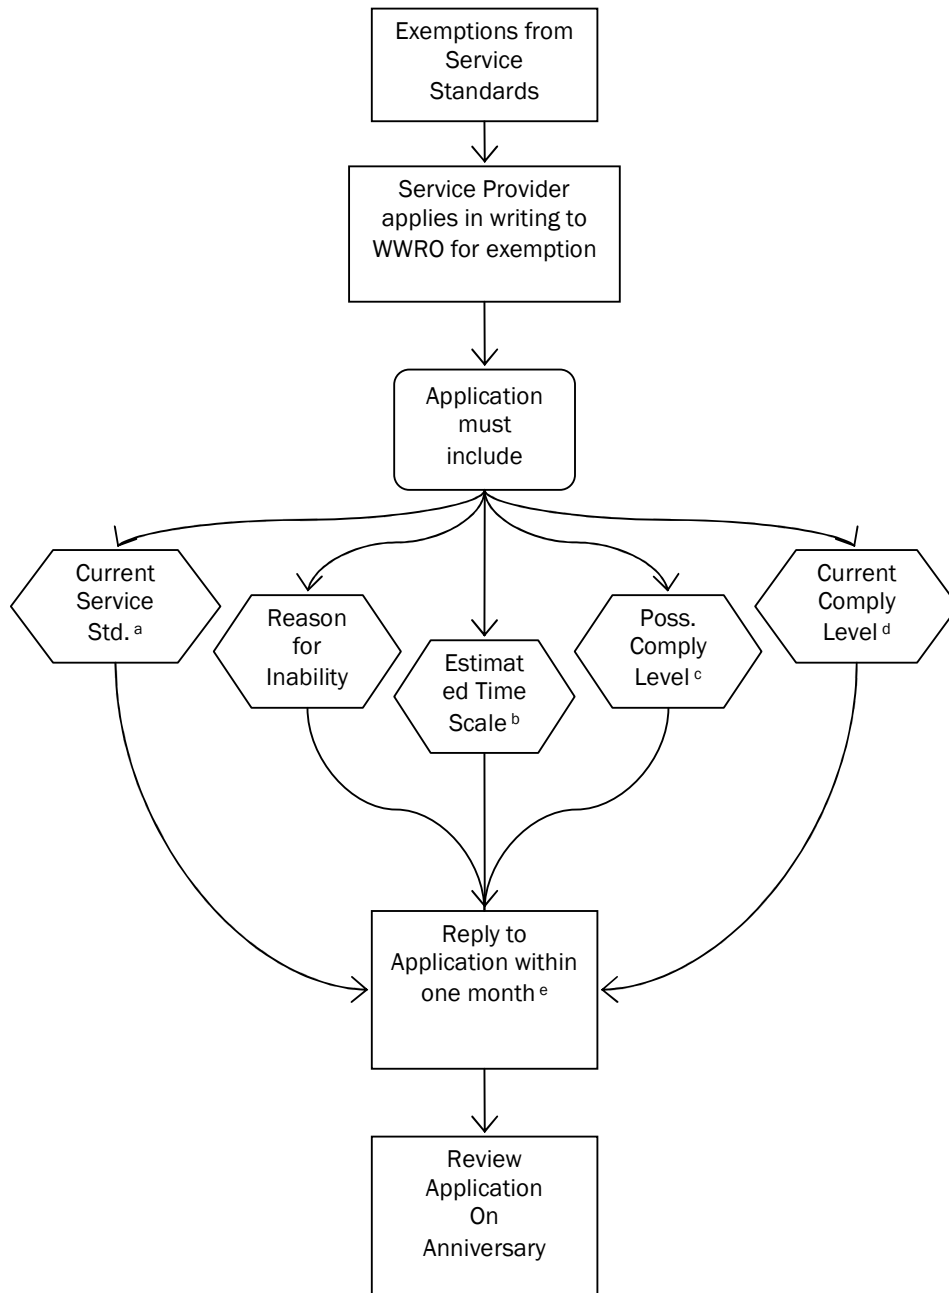 Exemptions from
Service
Standards
Service Provider
applies in writing to
WWRO for exemption
Application
must
include
Current
Service
Std. a
Reason
for
Inability
Estimat
ed Time
Scale b
Poss.
Comply
Level c
Current
Comply
Level d
Reply to
Application within
one month e
Review
Application
On
Anniversary